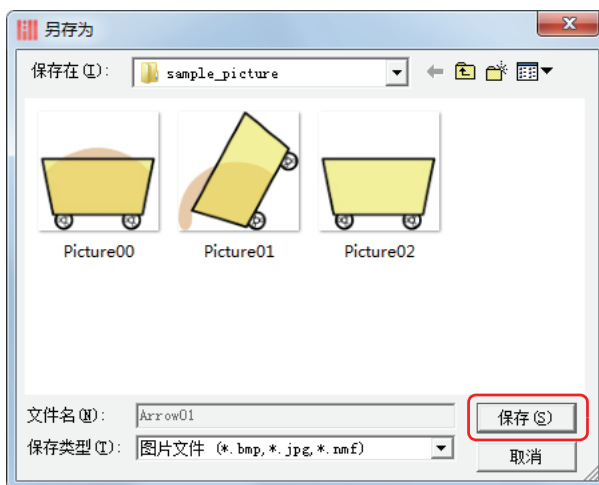 另存为
保存在(I):
sample_picture
Picture00
Picture01
Picture02
文件名(N):
Arrow01
保存(S)
保存类型(T):
图片文件 (*.bmp,*.jpg,*.nmf)
取消